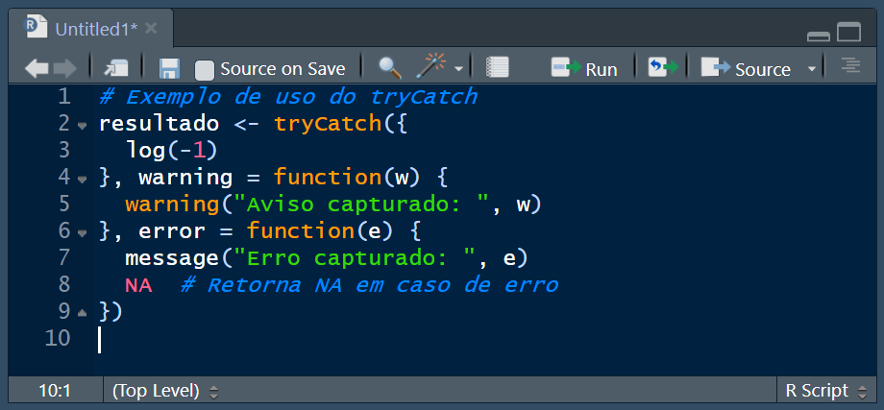 Untitled1*
Source on Save Run Source
1 # Exemplo de uso do tryCatch
2 resultado <- tryCatch({
3   log(-1)
4 }, warning = function(w) {
5   warning("Aviso capturado: ", w)
6 }, error = function(e) {
7   message("Erro capturado: ", e)
8   NA  # Retorna NA em caso de erro
9 })
10
10:1 (Top Level) R Script